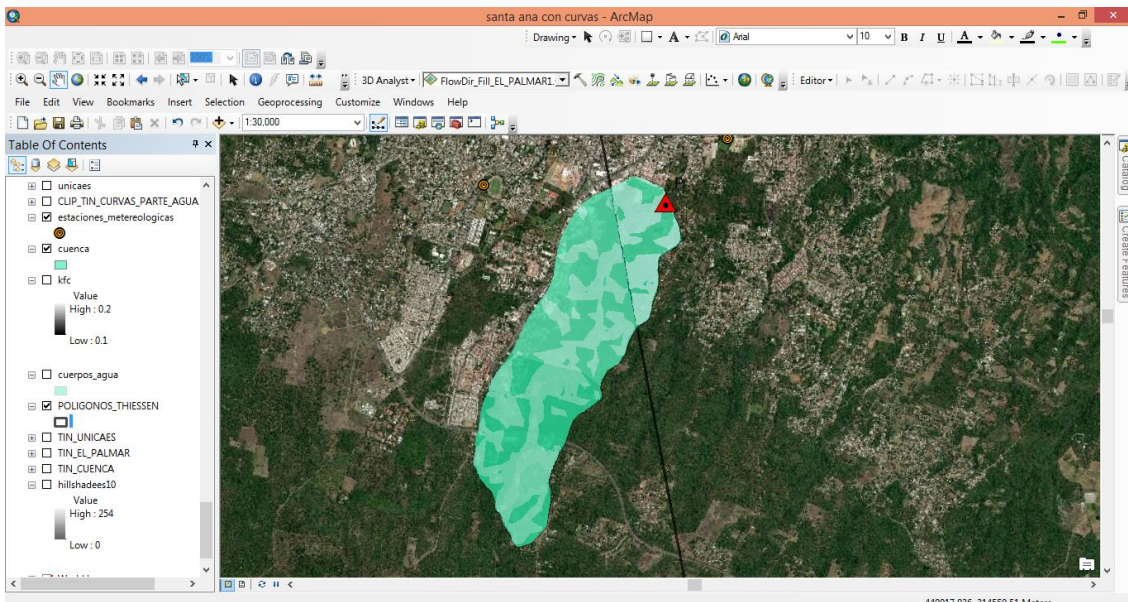 santa ana con curvas - ArcMap
Drawing
Arial
10
B I U A
3D Analyst
FlowDir_Fill_EL_PALMAR1
Editor
File Edit View Bookmarks Insert Selection Geoprocessing Customize Windows Help
1:30,000
Table Of Contents
unicaes
CLIP_TIN_CURVAS_PARTE_AGUA
estaciones_metereologicas
cuenca
kfc
Value
High : 0.2
Low : 0.1
cuerpos_agua
POLIGONOS_THIESSEN
TIN_UNICAES
TIN_EL_PALMAR
TIN_CUENCA
hillshadees10
Value
High : 254
Low : 0
Catalog
Create Features